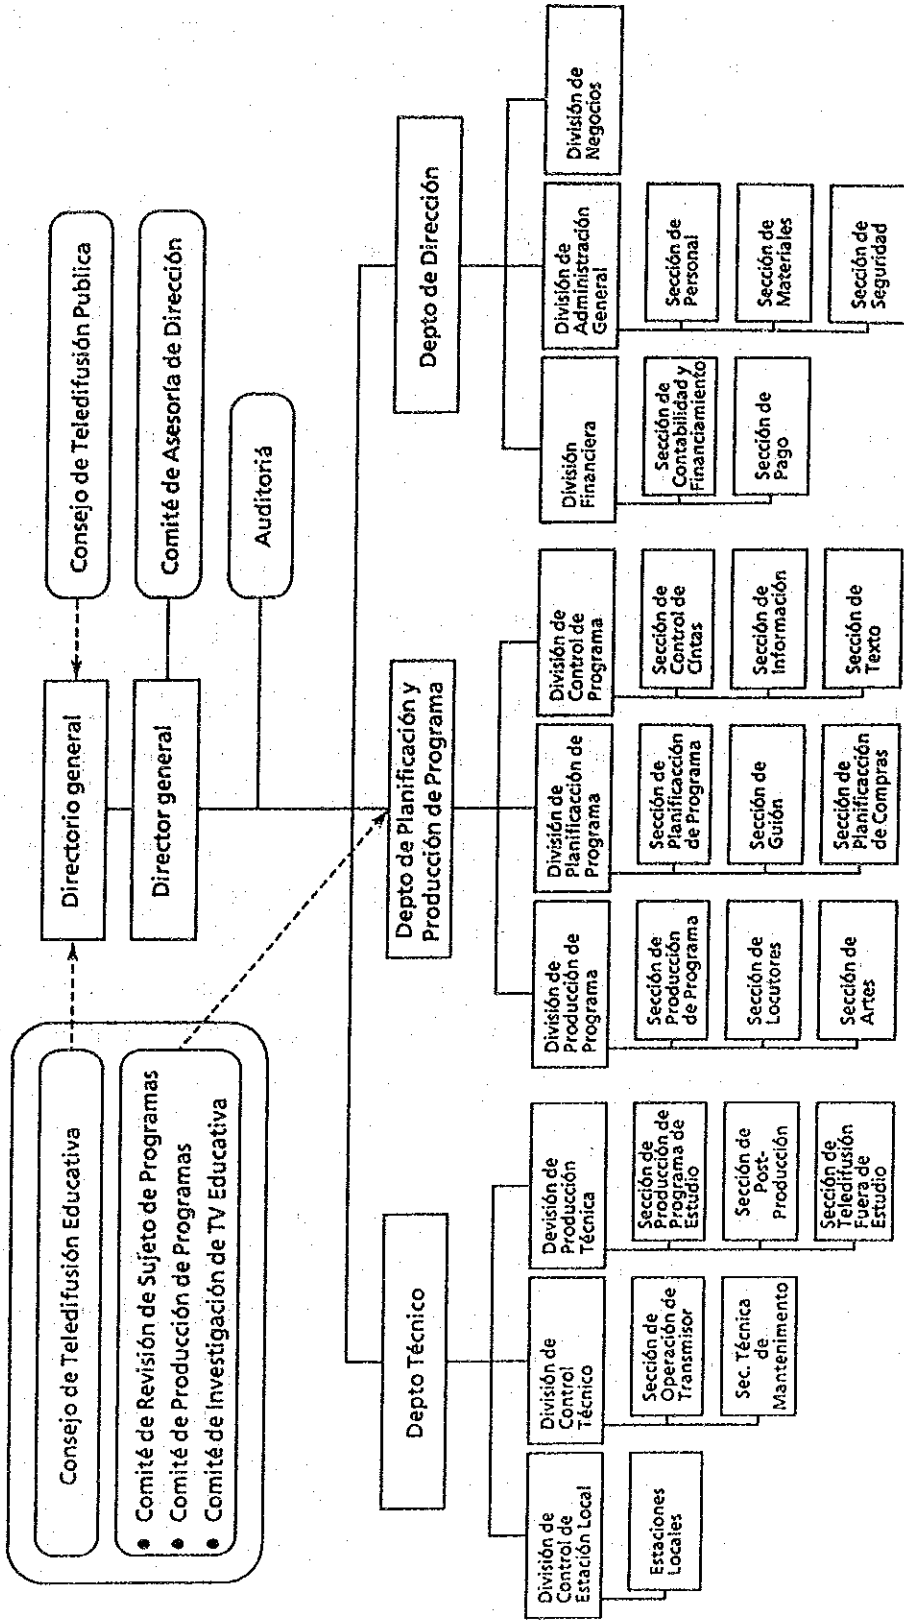 Consejo de Teledifusión Educativa
● Comité de Revisión de Sujeto de Programas
● Comité de Producción de Programas
● Comité de Investigación de TV Educativa
Directorio general
Director general
Consejo de Teledifusión Publica
Comité de Asesoría de Dirección
Auditoriá
Depto Técnico
División de
Control de
Estación Local
Estaciones
Locales
División de
Control
Técnico
Sección de
Operación de
Transmisor
Sec. Técnica
de
Mantenimiento
Devisión de
Producción
Técnica
Sección de
Producción de
Programa de
Estudio
Sección de
Post-
Producción
Sección de
Teledifusión
Fuera de
Estudio
Depto de Planificación y
Producción de Programa
División de
Producción de
Programa
Sección de
Producción
de Programa
Sección de
Locutores
Sección de
Artes
División de
Planificacción de
Programa
Sección de
Planificacción
de Programa
Sección de
Guión
Sección de
Planificacción
de Compras
División de
Control de
Programa
Sección de
Control de
Cintas
Sección de
Información
Sección de
Texto
Depto de Dirección
División
Financiera
Sección de
Contabilidad y
Financiamiento
Sección de
Pago
División de
Administración
General
Sección de
Personal
Sección de
Materiales
Sección de
Seguridad
División de
Negocios